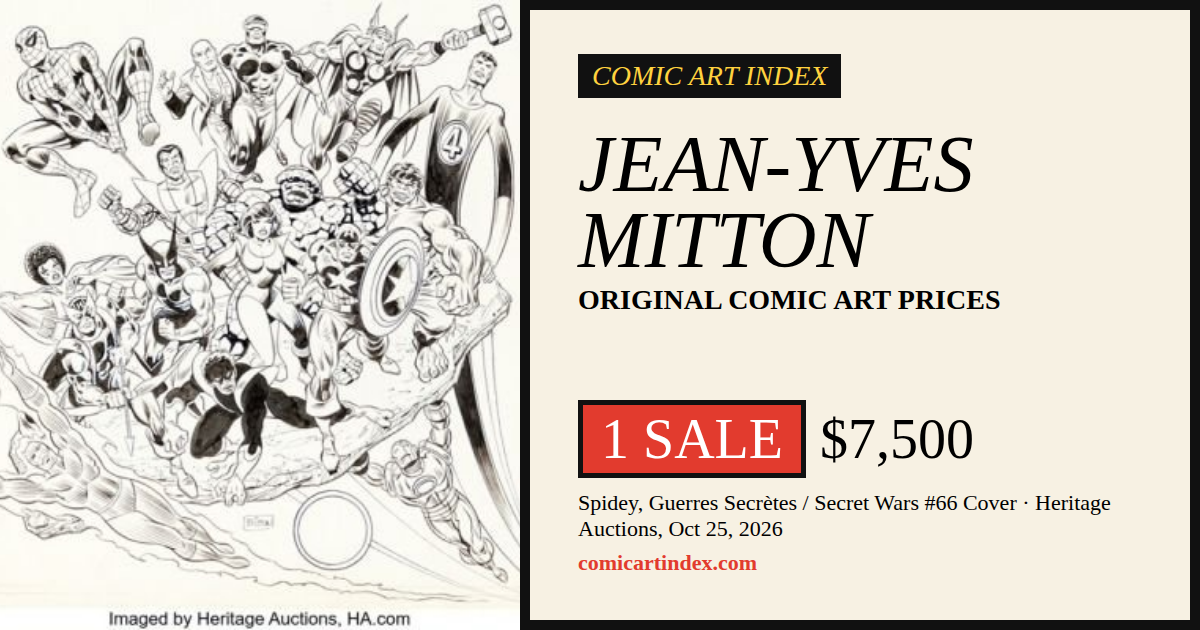 4
Imaged by Heritage Auctions, HA.com
COMIC ART INDEX
JEAN-YVES
MITTON
ORIGINAL COMIC ART PRICES
1 SALE $7,500
Spidey, Guerres Secrètes / Secret Wars #66 Cover · Heritage
Auctions, Oct 25, 2026
comicartindex.com